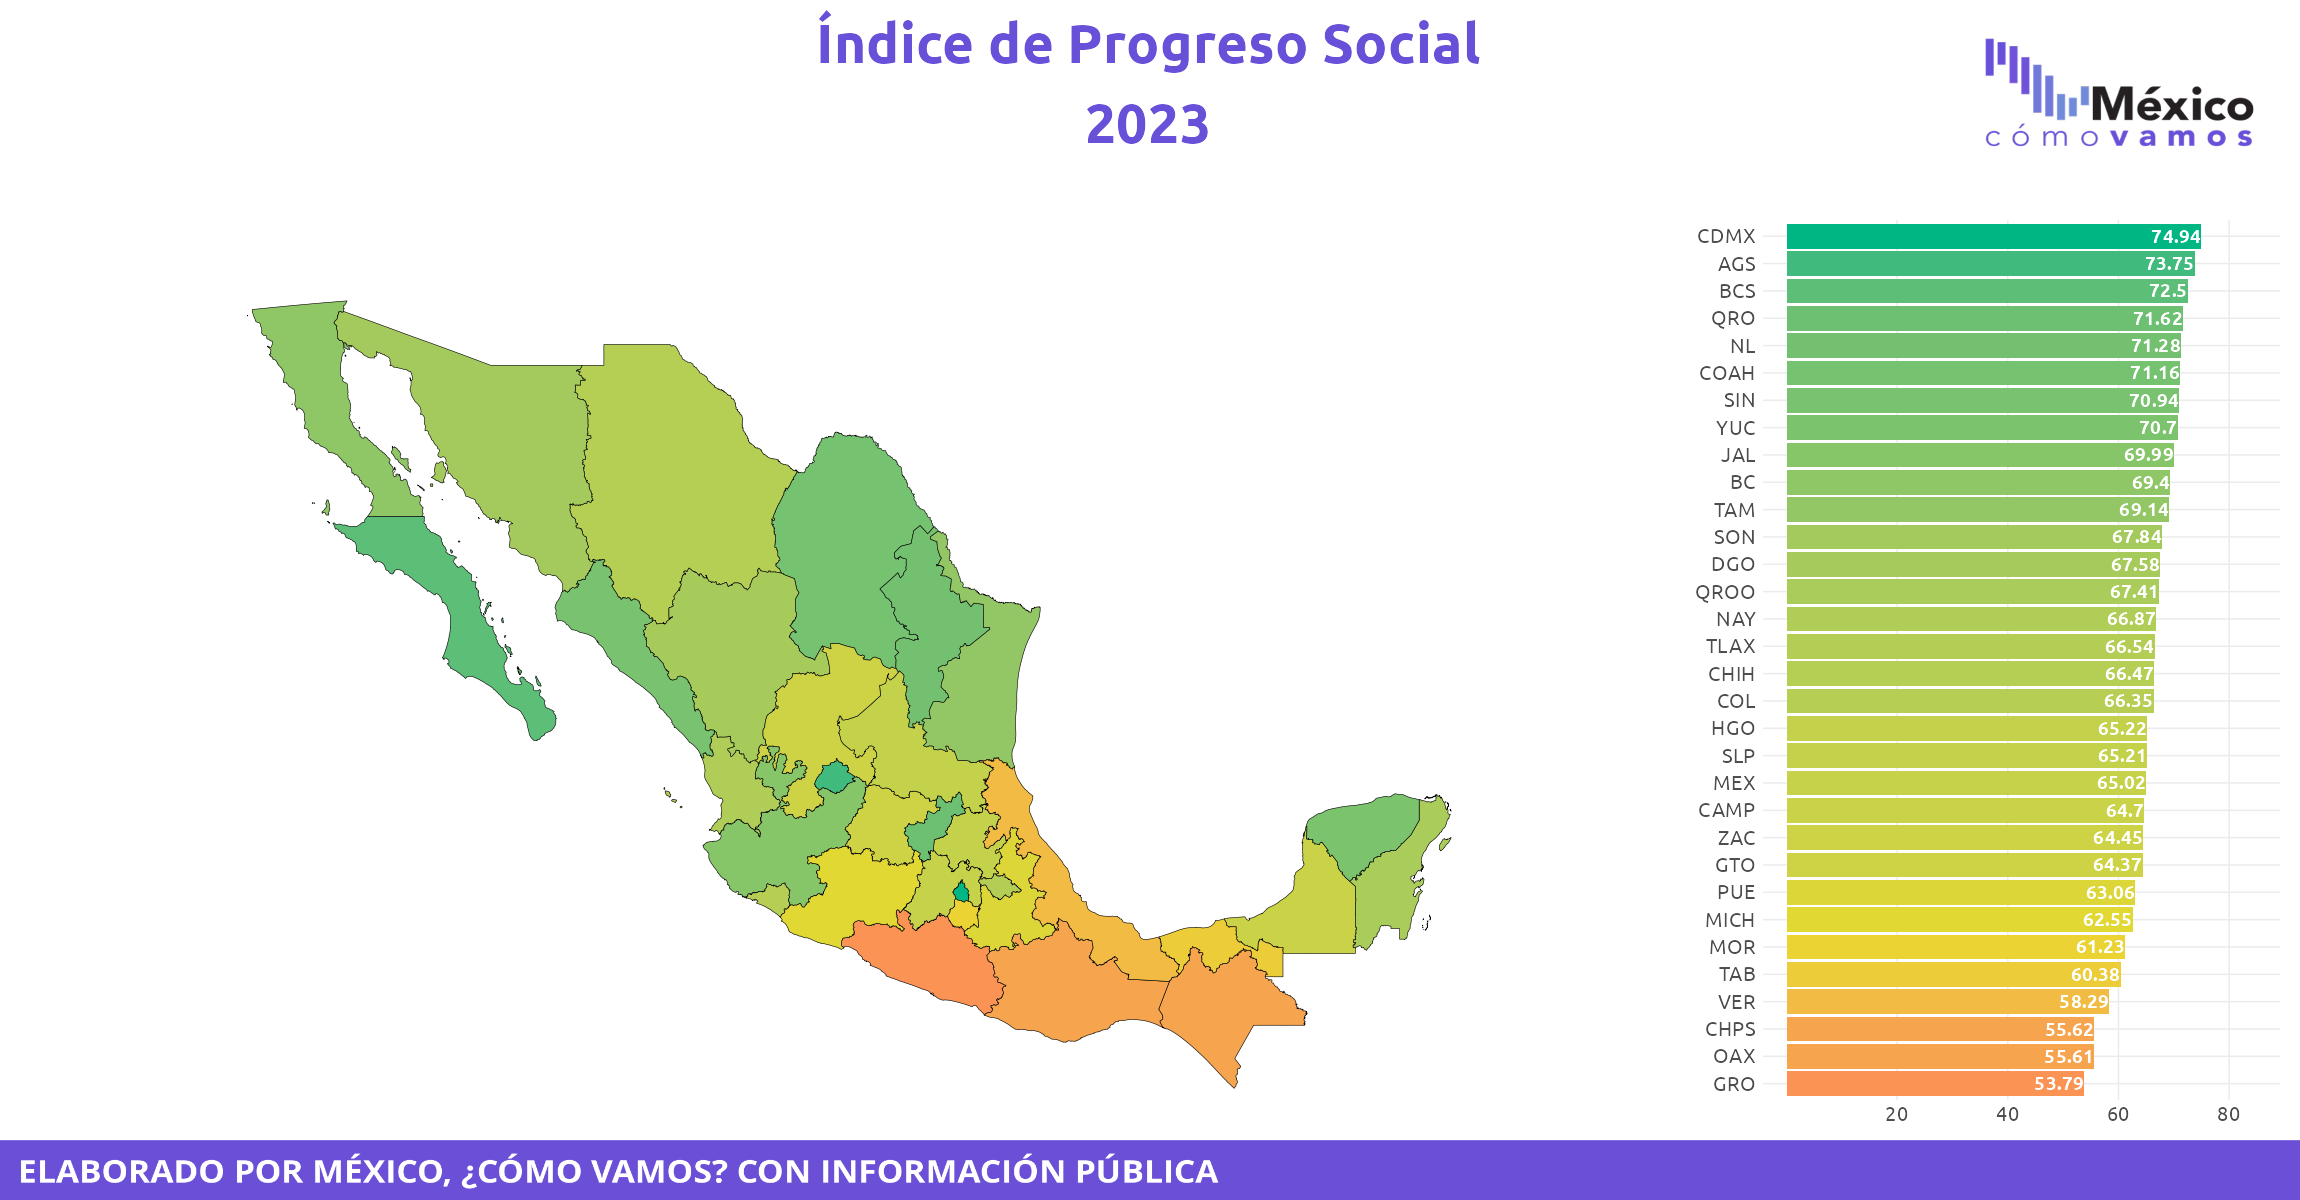 Índice de Progreso Social
2023
México
cómovamos
CDMX 74.94
AGS 73.75
BCS 72.5
QRO 71.62
NL 71.28
COAH 71.16
SIN 70.94
YUC 70.7
JAL 69.99
BC 69.4
TAM 69.14
SON 67.84
DGO 67.58
QROO 67.41
NAY 66.87
TLAX 66.54
CHIH 66.47
COL 66.35
HGO 65.22
SLP 65.21
MEX 65.02
CAMP 64.7
ZAC 64.45
GTO 64.37
PUE 63.06
MICH 62.55
MOR 61.23
TAB 60.38
VER 58.29
CHPS 55.62
OAX 55.61
GRO 53.79
20 40 60 80
ELABORADO POR MÉXICO, ¿CÓMO VAMOS? CON INFORMACIÓN PÚBLICA